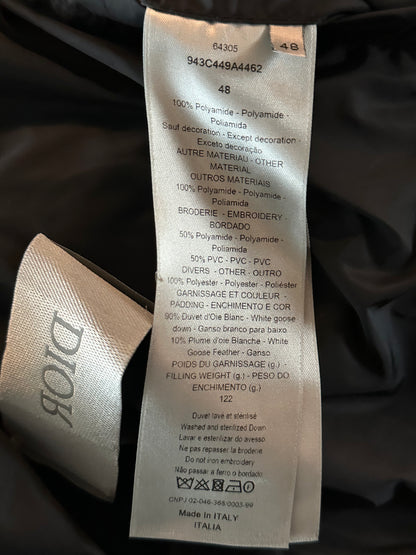 64305
48
943C449A4462
48
100% Polyamide - Polyamide -
Poliamida
Sauf decoration - Except decoration -
Exceto decoração
AUTRE MATERIAU - OTHER
MATERIAL
OUTROS MATERIAIS
100% Polyamide - Polyamide -
Poliamida
BRODERIE - EMBROIDERY -
BORDADO
50% Polyamide - Polyamide -
Poliamida
50% PVC - PVC - PVC
DIVERS - OTHER - OUTRO
100% Polyester - Polyester - Poliéster
GARNISSAGE ET COULEUR -
PADDING - ENCHIMENTO E COR
90% Duvet d'Oie Blanc - White goose
down - Ganso branco para baixo
10% Plume d'oie Blanche - White
Goose Feather - Ganso
POIDS DU GARNISSAGE (g.)
FILLING WEIGHT (g.) - PESO DO
ENCHIMENTO (g.)
122
Duvet lavé et stérilisé
Washed and sterilized Down
Lavar e esterilizar do avesso
Ne pas repasser la broderie
Do not iron embroidery
Não passar a ferro o bordado
CNPJ 02-046-368/0003-99
Made in ITALY
ITALIA
DIOR